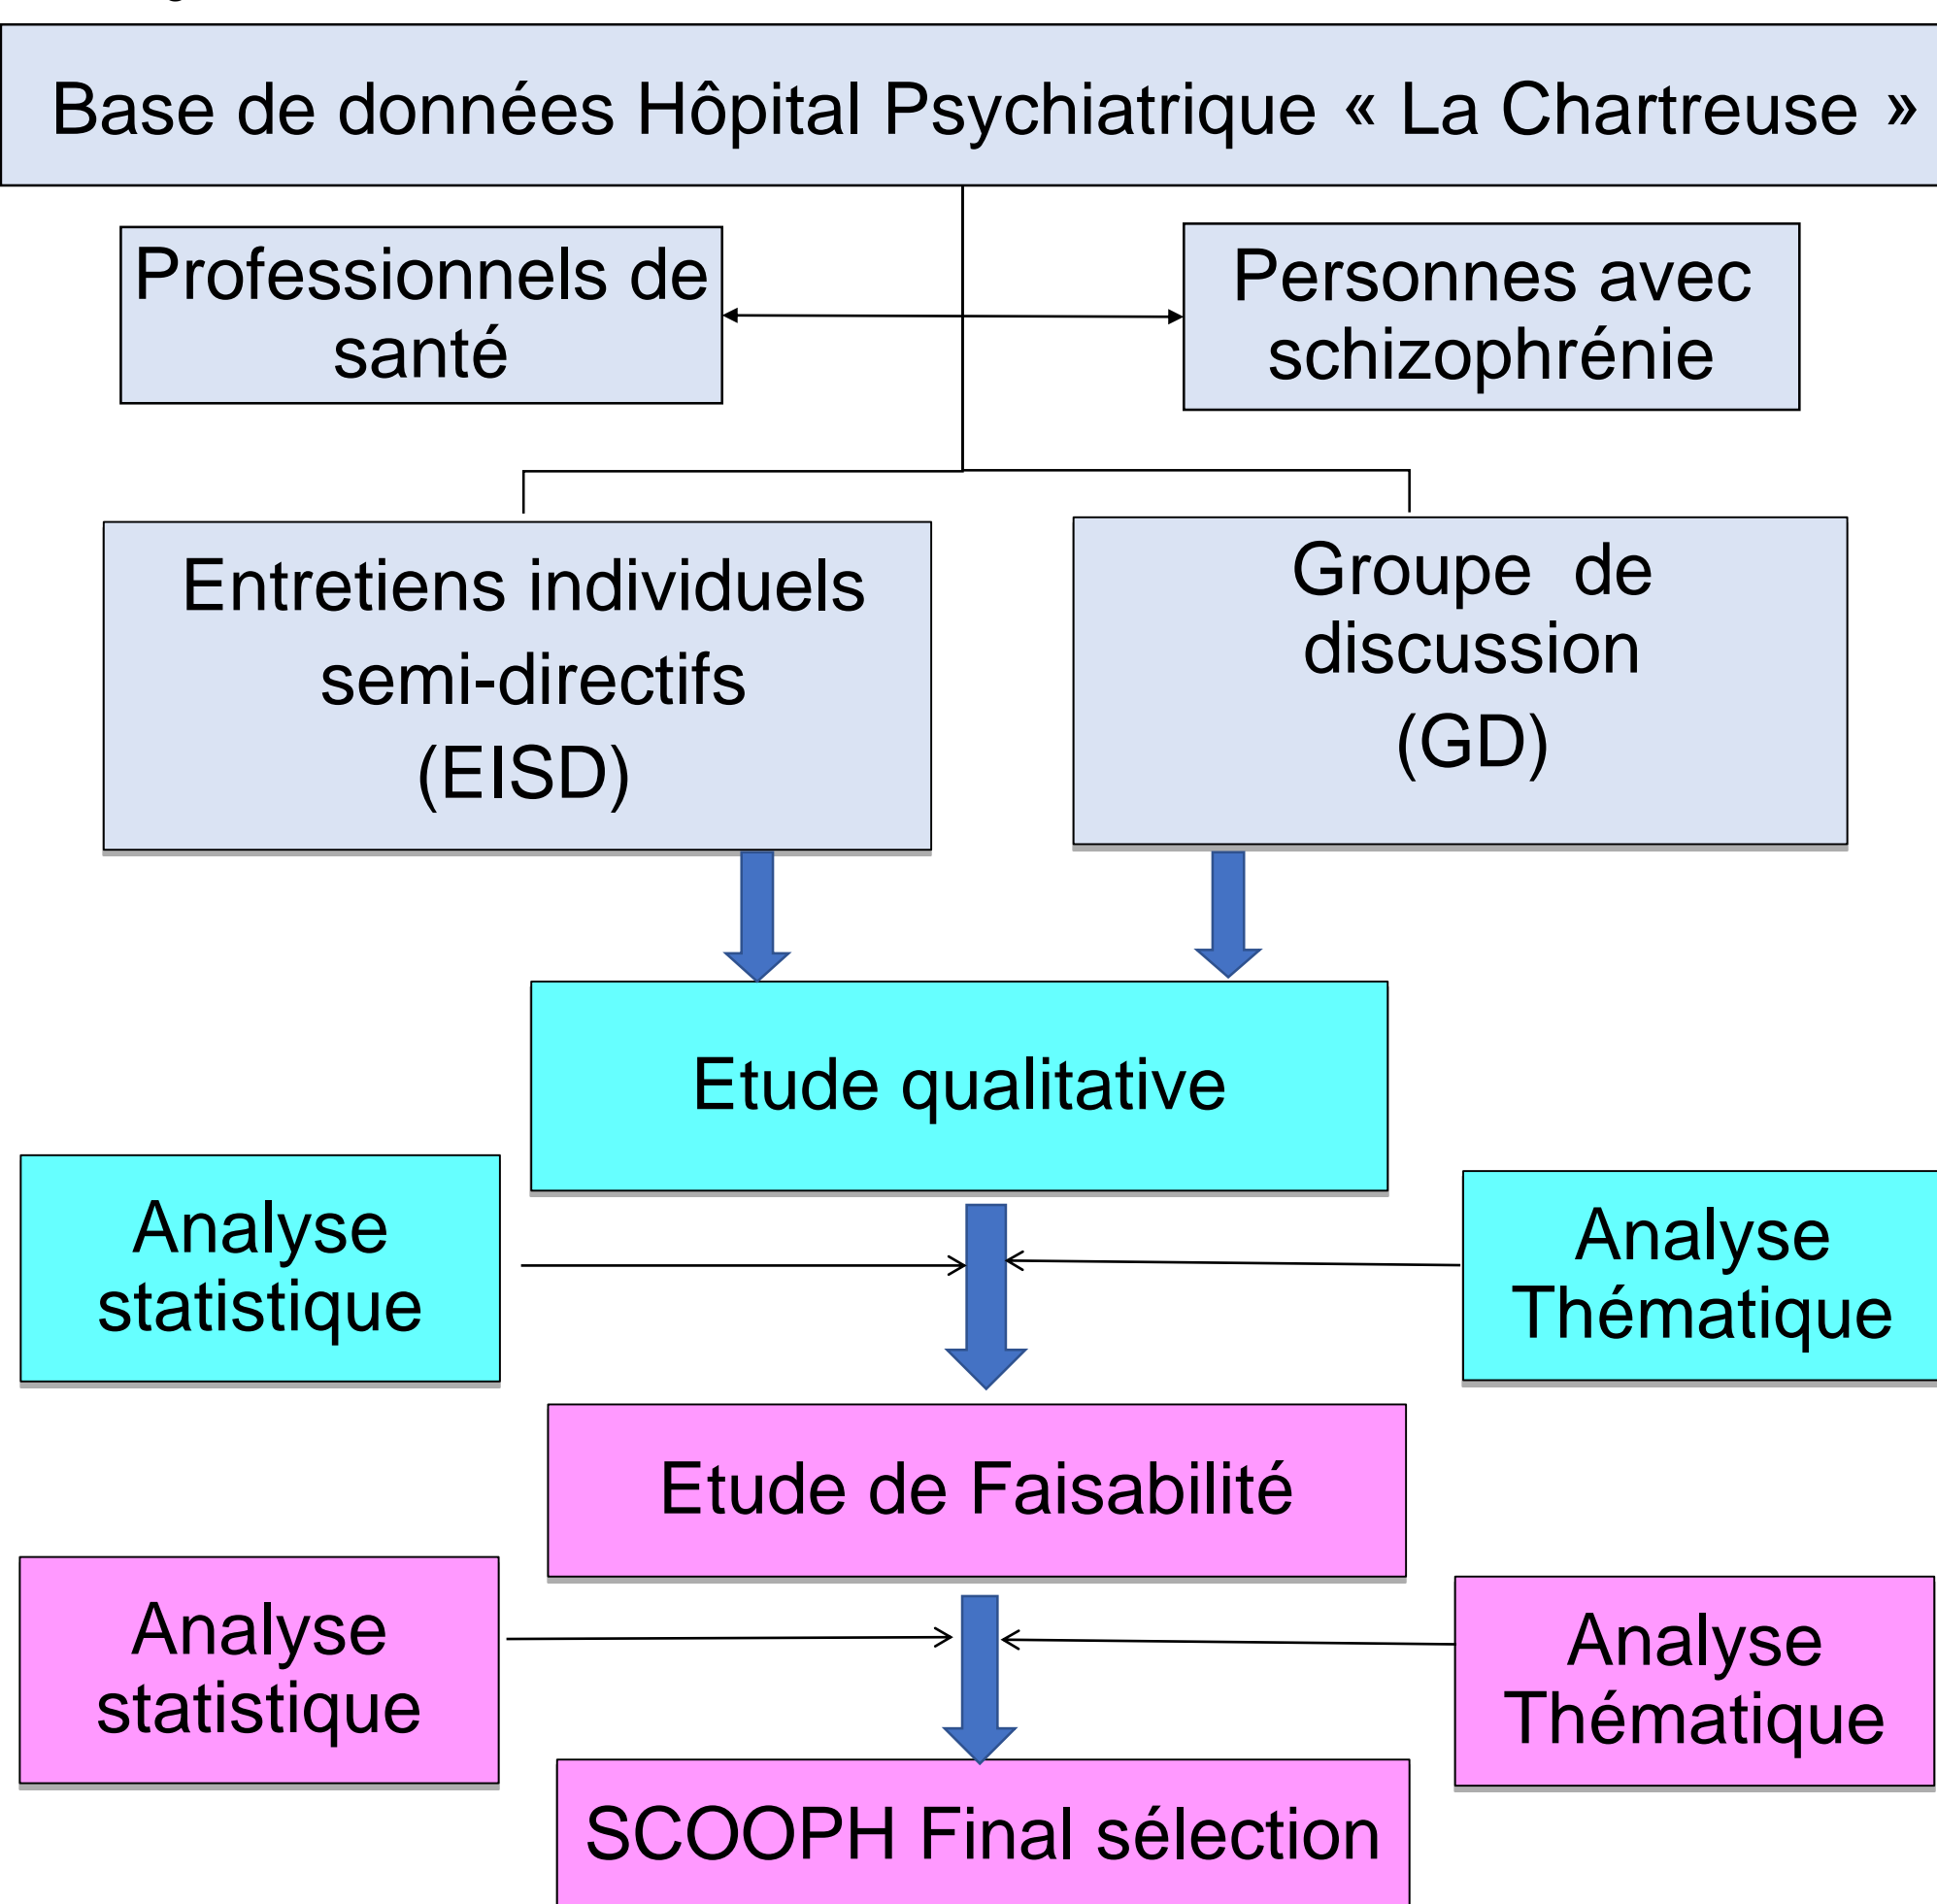 Base de données Hôpital Psychiatrique « La Chartreuse »
Professionnels de
santé
Personnes avec
schizophrénie
Entretiens individuels
semi-directifs
(EISD)
Groupe de
discussion
(GD)
Etude qualitative
Analyse
statistique
Analyse
Thématique
Etude de Faisabilité
Analyse
statistique
Analyse
Thématique
SCOOPH Final sélection